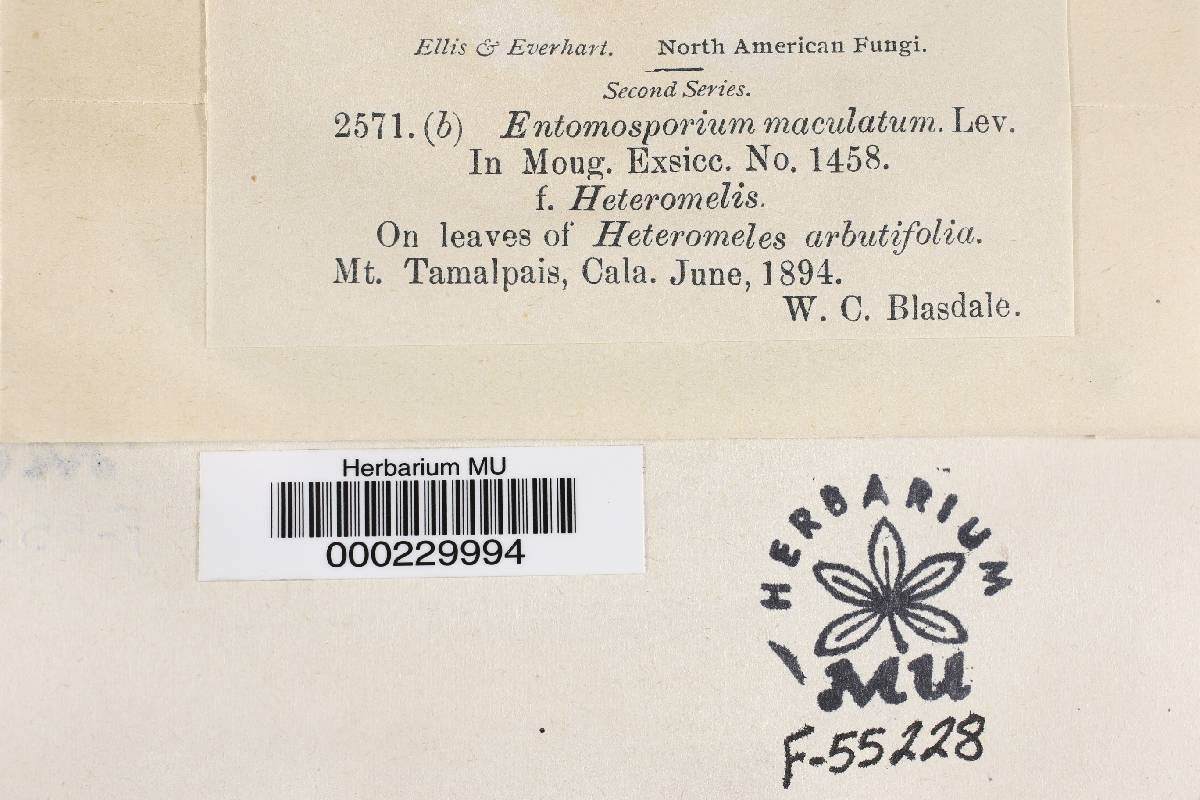 Ellis & Everhart. North American Fungi.
Second Series.
2571. (b) Entomosporium maculatum. Lev.
In Moug. Exsicc. No. 1458.
f. Heteromelis.
On leaves of Heteromeles arbutifolia.
Mt. Tamalpais, Cala. June, 1894.
W. C. Blasdale.
Herbarium MU
000229994
HERBARIUM
MU
F-55228